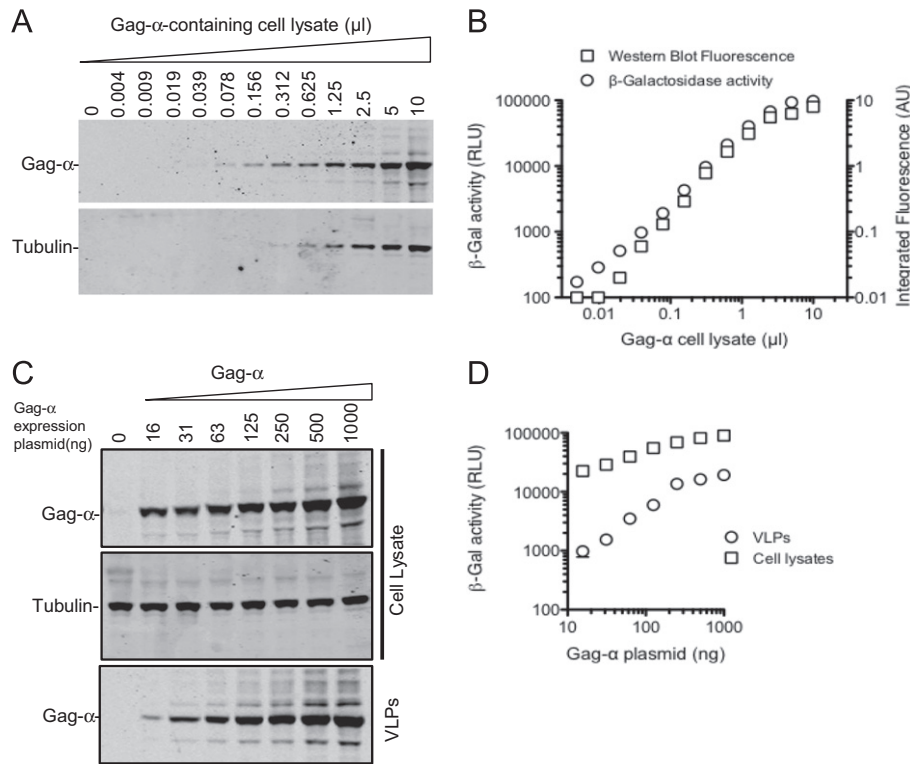 A
Gag-α-containing cell lysate (µl)
0 0.004 0.009 0.019 0.039 0.078 0.156 0.312 0.625 1.25 2.5 5 10
Gag-α-
Tubulin-
B
Western Blot Fluorescence
β-Galactosidase activity
β-Gal activity (RLU)
100000
10000
1000
100
Integrated Fluorescence (AU)
10
1
0.1
0.01
0.01 0.1 1 10
Gag-α cell lysate (µl)
C
Gag-α
Gag-α
expression
plasmid(ng)
0 16 31 63 125 250 500 1000
Gag-α-
Tubulin-
Cell Lysate
Gag-α-
VLPs
D
β-Gal activity (RLU)
100000
10000
1000
100
10 100 1000
Gag-α plasmid (ng)
VLPs
Cell lysates